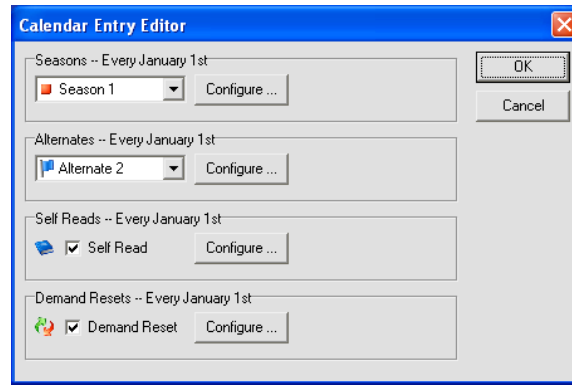 Calendar Entry Editor
Seasons -- Every January 1st
Season 1
Configure ...
OK
Cancel
Alternates -- Every January 1st
Alternate 2
Configure ...
Self Reads -- Every January 1st
Self Read
Configure ...
Demand Resets -- Every January 1st
Demand Reset
Configure ...